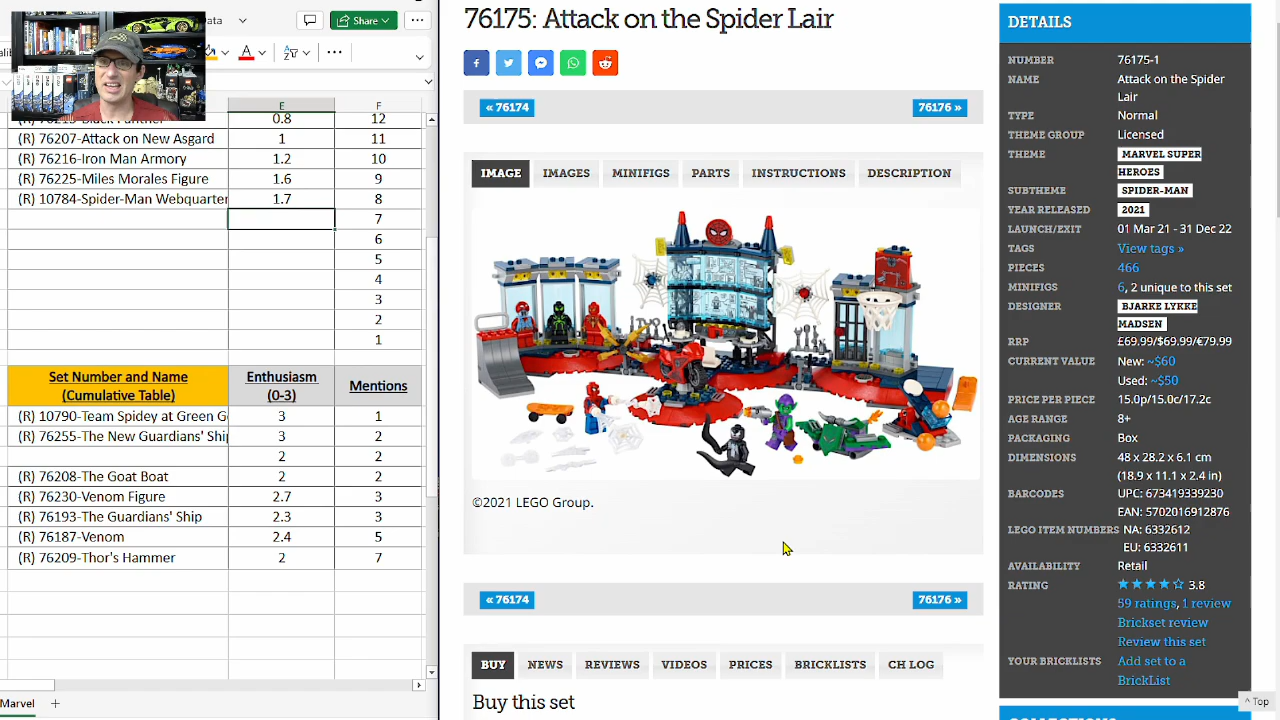 Data
Share
E
F
0.8
12
(R) 76207-Attack on New Asgard
1
11
(R) 76216-Iron Man Armory
1.2
10
(R) 76225-Miles Morales Figure
1.6
9
(R) 10784-Spider-Man Webquarter
1.7
8
7
6
5
4
3
2
1
Set Number and Name
(Cumulative Table)
Enthusiasm
(0-3)
Mentions
(R) 10790-Team Spidey at Green G
3
1
(R) 76255-The New Guardians' Ship
3
2
2
2
(R) 76208-The Goat Boat
2
2
(R) 76230-Venom Figure
2.7
3
(R) 76193-The Guardians' Ship
2.3
3
(R) 76187-Venom
2.4
5
(R) 76209-Thor's Hammer
2
7
Marvel
76175: Attack on the Spider Lair
« 76174
76176 »
IMAGE
IMAGES
MINIFIGS
PARTS
INSTRUCTIONS
DESCRIPTION
©2021 LEGO Group.
« 76174
76176 »
BUY
NEWS
REVIEWS
VIDEOS
PRICES
BRICKLISTS
CH LOG
Buy this set
DETAILS
NUMBER 76175-1
NAME Attack on the Spider
Lair
TYPE Normal
THEME GROUP Licensed
THEME MARVEL SUPER
HEROES
SUBTHEME SPIDER-MAN
YEAR RELEASED 2021
LAUNCH/EXIT 01 Mar 21 - 31 Dec 22
TAGS View tags »
PIECES 466
MINIFIGS 6, 2 unique to this set
DESIGNER BJARKE LYKKE
MADSEN
RRP £69.99/$69.99/€79.99
CURRENT VALUE New: ~$60
Used: ~$50
PRICE PER PIECE 15.0p/15.0c/17.2c
AGE RANGE 8+
PACKAGING Box
DIMENSIONS 48 x 28.2 x 6.1 cm
(18.9 x 11.1 x 2.4 in)
BARCODES UPC: 673419339230
EAN: 5702016912876
LEGO ITEM NUMBERS NA: 6332612
EU: 6332611
AVAILABILITY Retail
RATING 3.8
59 ratings, 1 review
Brickset review
Review this set
YOUR BRICKLISTS Add set to a
BrickList
^ Top